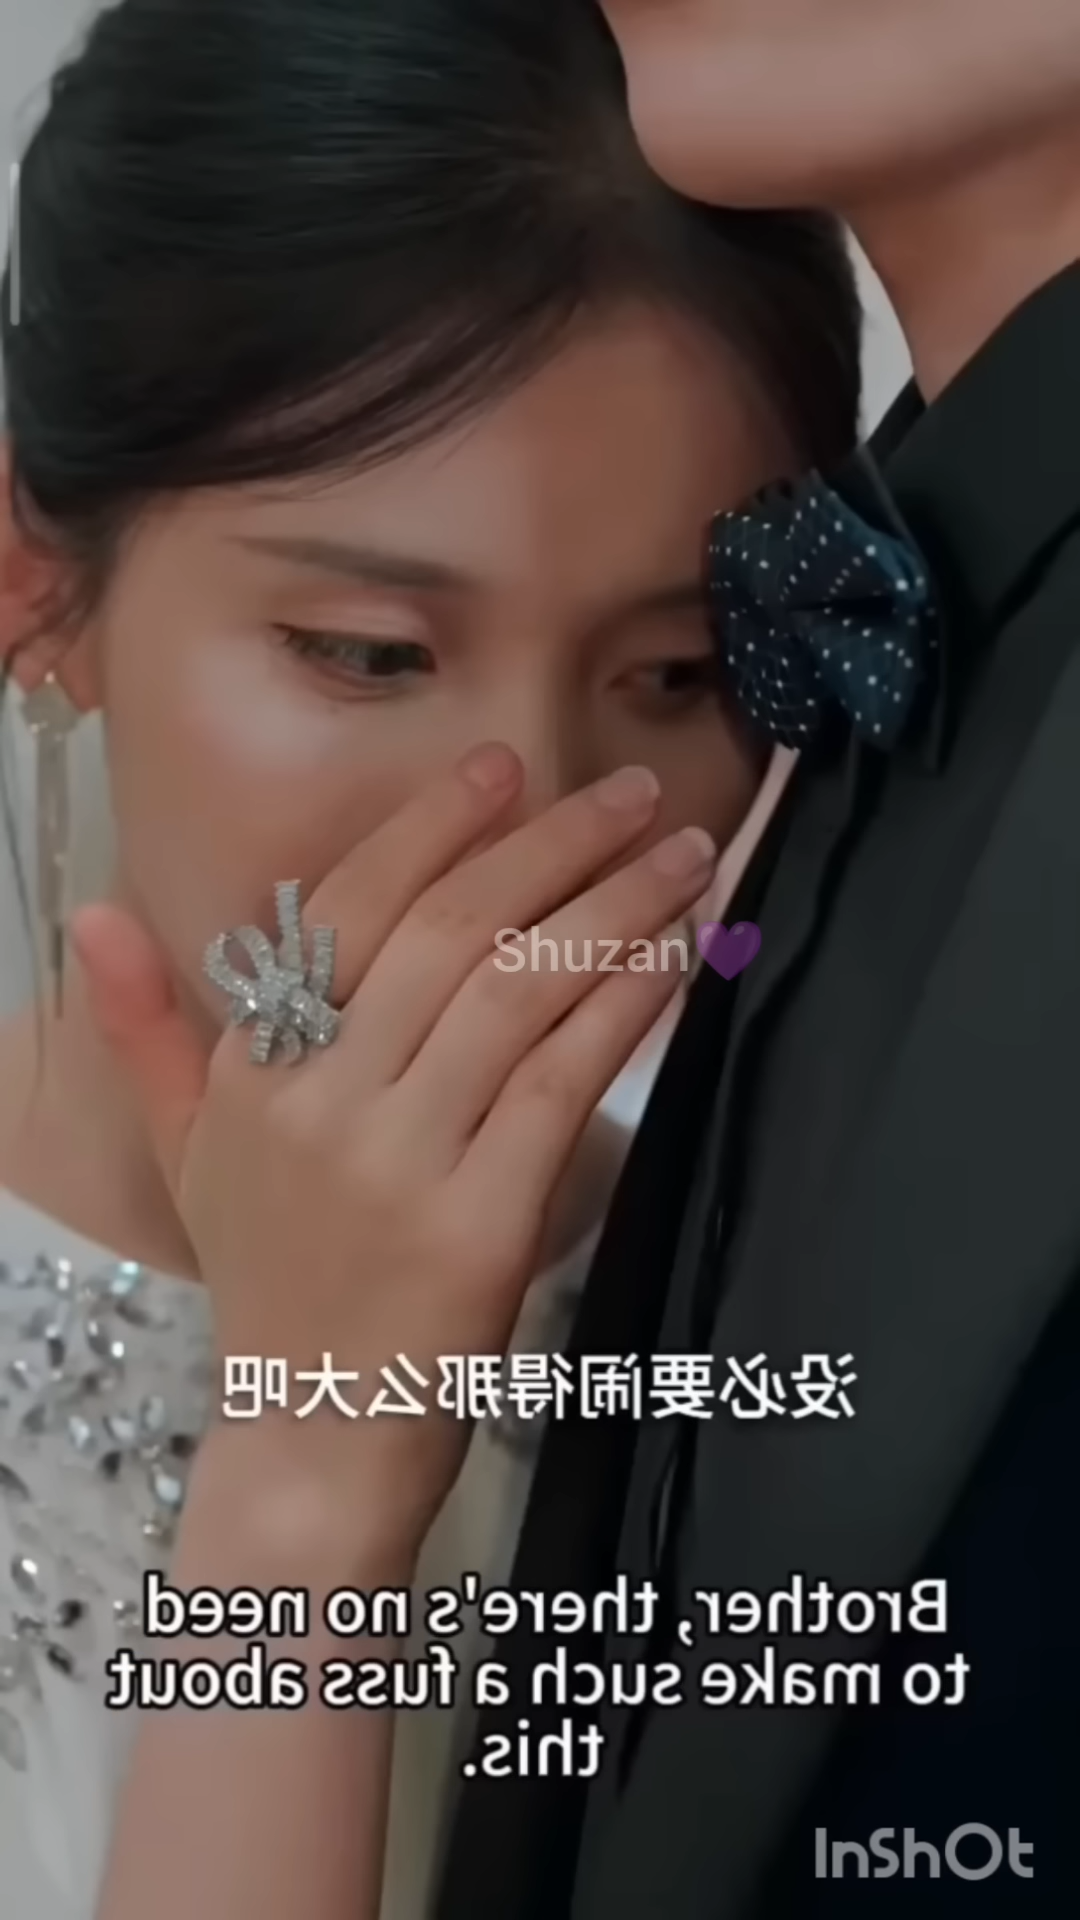 Shuzan💜
没必要闹得那么大吧
Brother, there's no need
to make such a fuss about
this.
InShOt